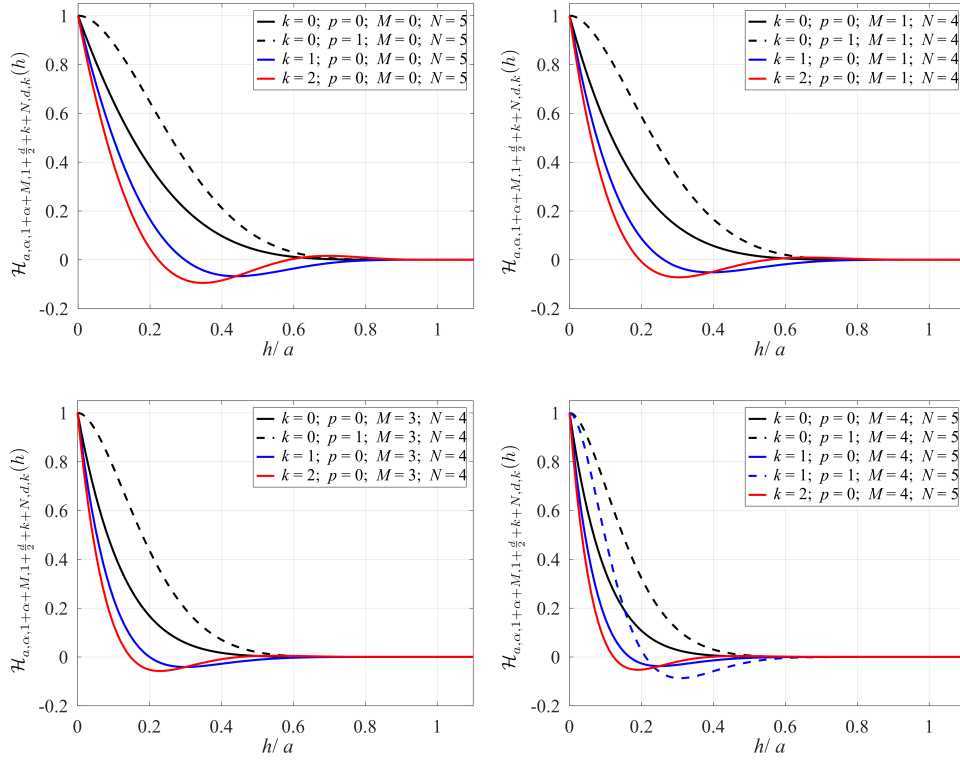 1
0.8
0.6
0.4
0.2
0
-0.2
0 0.2 0.4 0.6 0.8 1
h/ a
ℋ_{a,α,1+α+M,1+\frac{d}{2}+k+N,d,k}(h)
k=0; p=0; M=0; N=5
k=0; p=1; M=0; N=5
k=1; p=0; M=0; N=5
k=2; p=0; M=0; N=5
1
0.8
0.6
0.4
0.2
0
-0.2
0 0.2 0.4 0.6 0.8 1
h/ a
ℋ_{a,α,1+α+M,1+\frac{d}{2}+k+N,d,k}(h)
k=0; p=0; M=1; N=4
k=0; p=1; M=1; N=4
k=1; p=0; M=1; N=4
k=2; p=0; M=1; N=4
1
0.8
0.6
0.4
0.2
0
-0.2
0 0.2 0.4 0.6 0.8 1
h/ a
ℋ_{a,α,1+α+M,1+\frac{d}{2}+k+N,d,k}(h)
k=0; p=0; M=3; N=4
k=0; p=1; M=3; N=4
k=1; p=0; M=3; N=4
k=2; p=0; M=3; N=4
1
0.8
0.6
0.4
0.2
0
-0.2
0 0.2 0.4 0.6 0.8 1
h/ a
ℋ_{a,α,1+α+M,1+\frac{d}{2}+k+N,d,k}(h)
k=0; p=0; M=4; N=5
k=0; p=1; M=4; N=5
k=1; p=0; M=4; N=5
k=1; p=1; M=4; N=5
k=2; p=0; M=4; N=5